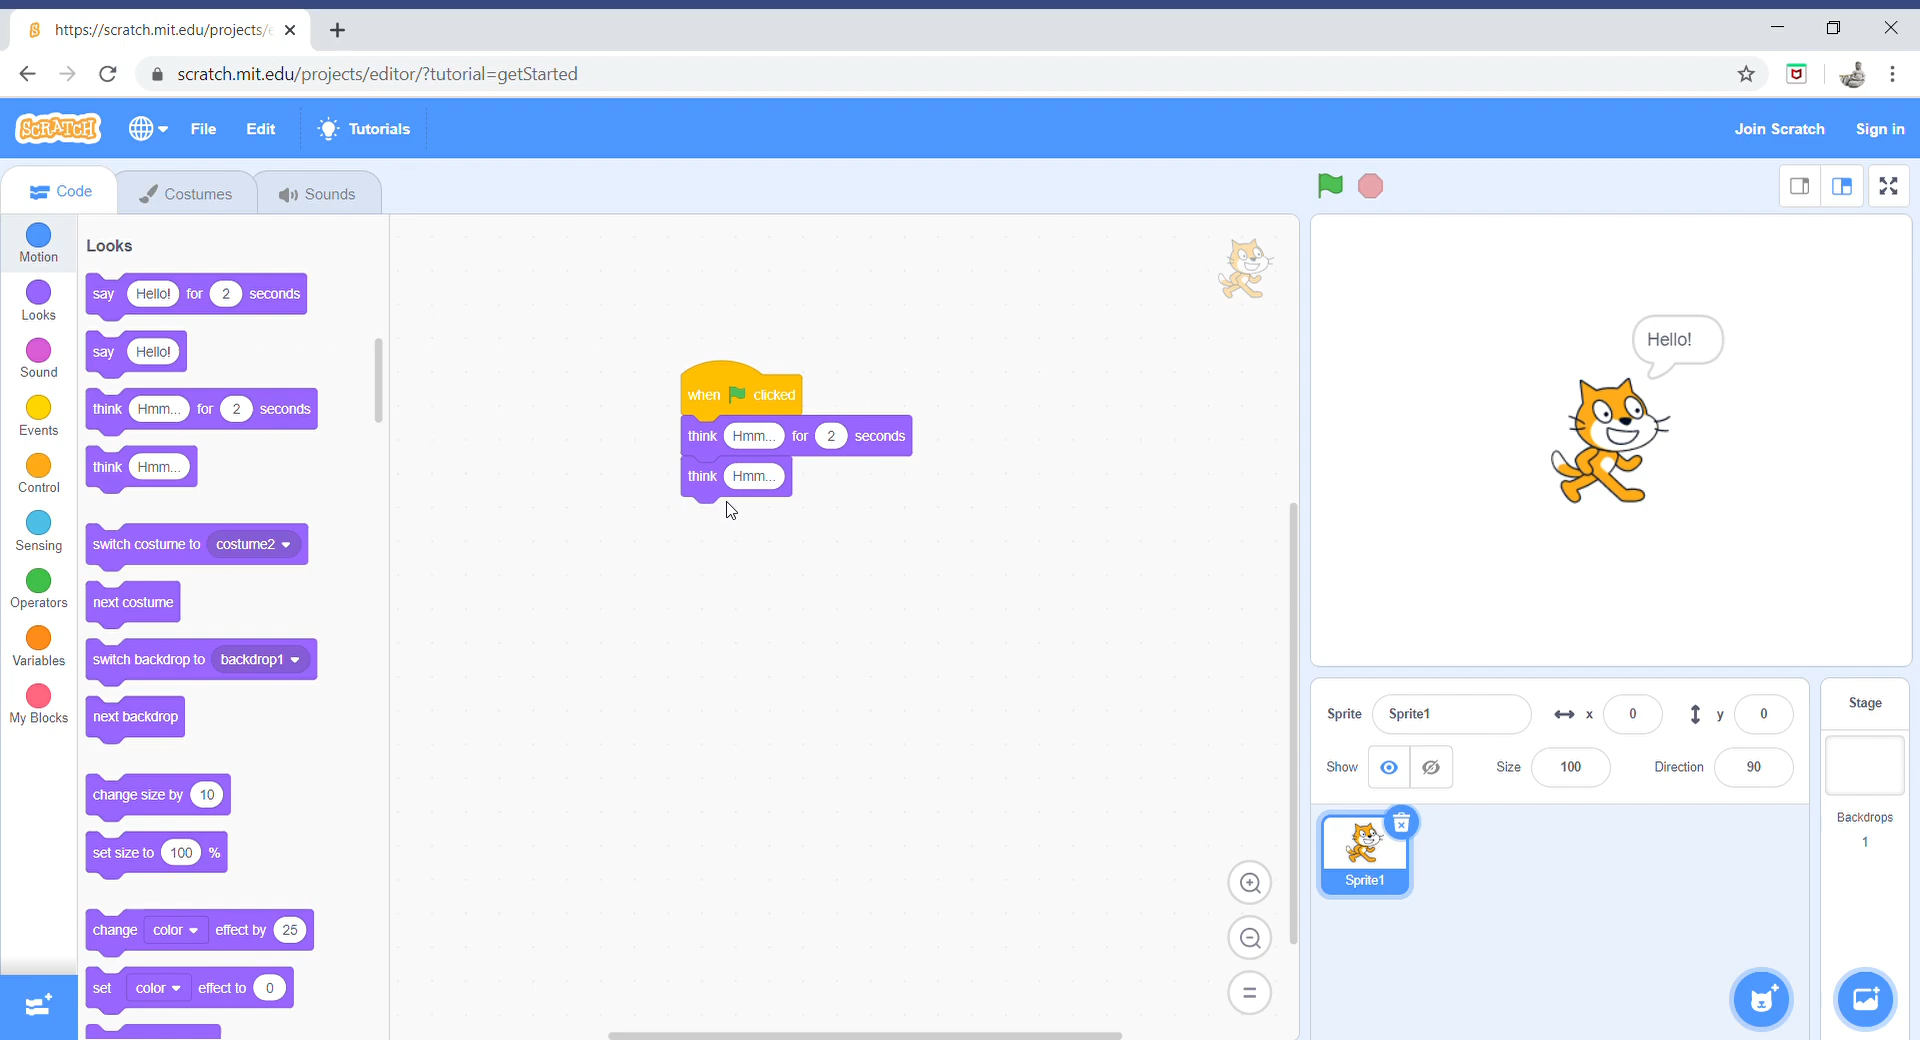 https://scratch.mit.edu/projects/e
scratch.mit.edu/projects/editor/?tutorial=getStarted
SCRATCH File Edit Tutorials Join Scratch Sign in
Code Costumes Sounds
Motion
Looks
Sound
Events
Control
Sensing
Operators
Variables
My Blocks
Looks
say Hello! for 2 seconds
say Hello!
think Hmm... for 2 seconds
think Hmm...
switch costume to costume2
next costume
switch backdrop to backdrop1
next backdrop
change size by 10
set size to 100 %
change color effect by 25
set color effect to 0
when clicked
think Hmm... for 2 seconds
think Hmm...
Hello!
Sprite Sprite1 x 0 y 0
Show Size 100 Direction 90
Sprite1
Stage
Backdrops
1